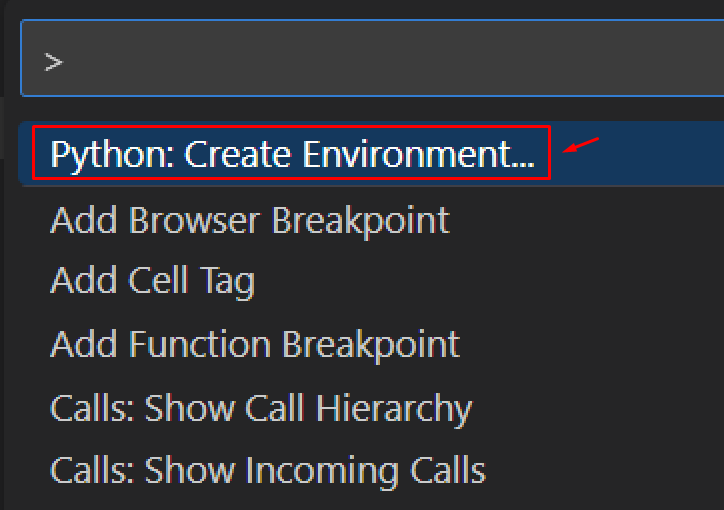 >
Python: Create Environment...
Add Browser Breakpoint
Add Cell Tag
Add Function Breakpoint
Calls: Show Call Hierarchy
Calls: Show Incoming Calls